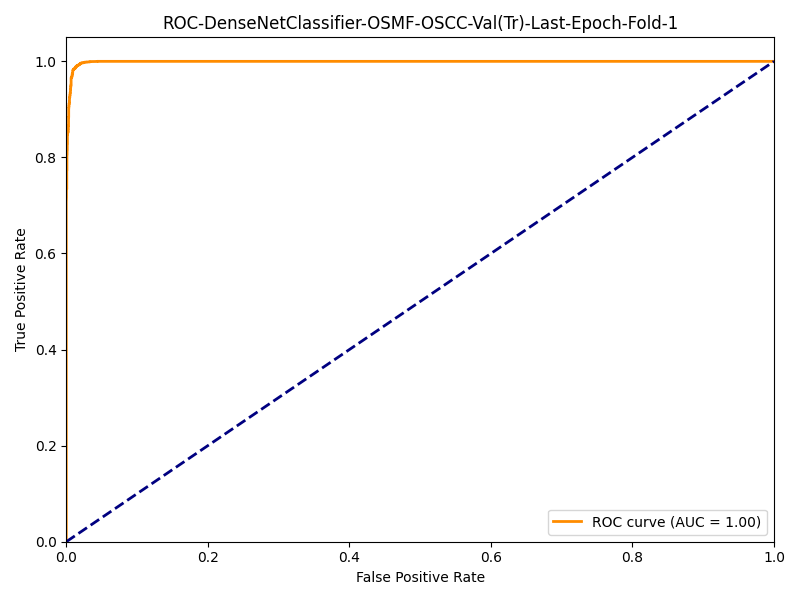 ROC-DenseNetClassifier-OSMF-OSCC-Val(Tr)-Last-Epoch-Fold-1
True Positive Rate
1.0
0.8
0.6
0.4
0.2
0.0
ROC curve (AUC = 1.00)
0.0 0.2 0.4 0.6 0.8 1.0
False Positive Rate